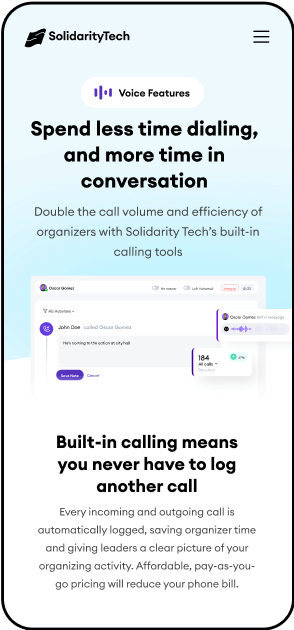 SolidarityTech
Voice Features
Spend less time dialing,
and more time in
conversation
Double the call volume and efficiency of
organizers with Solidarity Tech's built-in
calling tools
Oscar Gomez
No answer
Left Voicemail
All Activities
John Doe called Oscar Gomez
He's coming to the action at city hall
Save Note
Cancel
Oscar Gomez left a message
184
All calls
Built-in calling means
you never have to log
another call
Every incoming and outgoing call is
automatically logged, saving organizer time
and giving leaders a clear picture of your
organizing activity. Affordable, pay-as-you-
go pricing will reduce your phone bill.